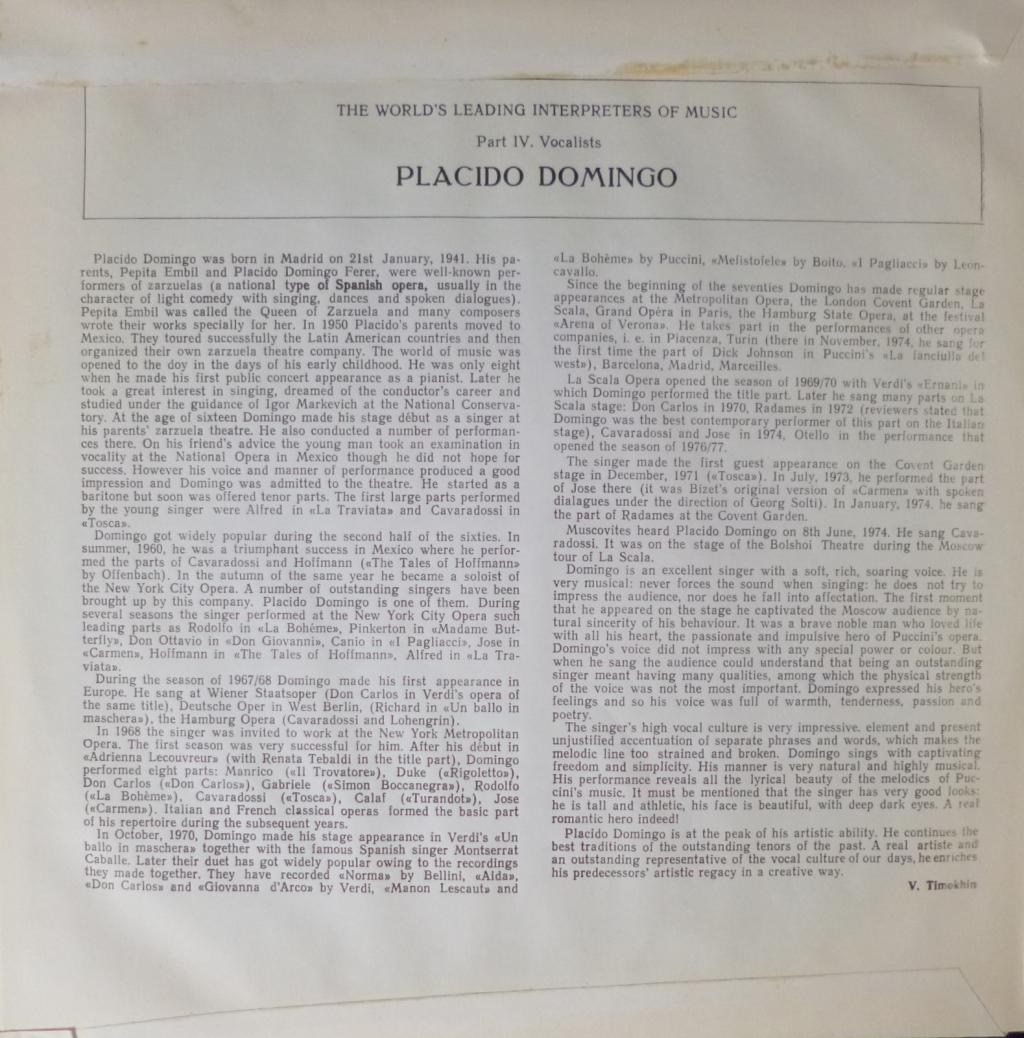 THE WORLD'S LEADING INTERPRETERS OF MUSIC
Part IV. Vocalists
PLACIDO DOMINGO
Placido Domingo was born in Madrid on 21st January, 1941. His pa-
rents, Pepita Embil and Placido Domingo Ferer, were well-known per-
formers of zarzuelas (a national type of Spanish opera, usually in the
character of light comedy with singing, dances and spoken dialogues).
Pepita Embil was called the Queen of Zarzuela and many composers
wrote their works specially for her. In 1950 Placido's parents moved to
Mexico. They toured successfully the Latin American countries and then
organized their own zarzuela theatre company. The world of music was
opened to the doy in the days of his early childhood. He was only eight
when he made his first public concert appearance as a pianist. Later he
took a great interest in singing, dreamed of the conductor's career and
studied under the guidance of Igor Markevich at the National Conserva-
tory. At the age of sixteen Domingo made his stage début as a singer at
his parents' zarzuela theatre. He also conducted a number of performan-
ces there. On his friend's advice the young man took an examination in
vocality at the National Opera in Mexico though he did not hope for
success. However his voice and manner of performance produced a good
impression and Domingo was admitted to the theatre. He started as a
baritone but soon was offered tenor parts. The first large parts performed
by the young singer were Alfred in «La Traviata» and Cavaradossi in
«Tosca».
Domingo got widely popular during the second half of the sixties. In
summer, 1960, he was a triumphant success in Mexico where he perfor-
med the parts of Cavaradossi and Hoffmann («The Tales of Hoffmann»
by Offenbach). In the autumn of the same year he became a soloist of
the New York City Opera. A number of outstanding singers have been
brought up by this company. Placido Domingo is one of them. During
several seasons the singer performed at the New York City Opera such
leading parts as Rodolfo in «La Bohème», Pinkerton in «Madame But-
terfly», Don Ottavio in «Don Giovanni», Canio in «I Pagliacci», Jose in
«Carmen», Hoffmann in «The Tales of Hoffmann», Alfred in «La Tra-
viata».
During the season of 1967/68 Domingo made his first appearance in
Europe. He sang at Wiener Staatsoper (Don Carlos in Verdi's opera of
the same title), Deutsche Oper in West Berlin, (Richard in «Un ballo in
maschera»), the Hamburg Opera (Cavaradossi and Lohengrin).
In 1968 the singer was invited to work at the New York Metropolitan
Opera. The first season was very successful for him. After his début in
«Adrienna Lecouvreur» (with Renata Tebaldi in the title part), Domingo
performed eight parts: Manrico («Il Trovatore»), Duke («Rigoletto»),
Don Carlos («Don Carlos»), Gabriele («Simon Boccanegra»), Rodolfo
(«La Bohème»), Cavaradossi («Tosca»), Calaf («Turandot»), Jose
(«Carmen»). Italian and French classical operas formed the basic part
of his repertoire during the subsequent years.
In October, 1970, Domingo made his stage appearance in Verdi's «Un
ballo in maschera» together with the famous Spanish singer Montserrat
Caballe. Later their duet has got widely popular owing to the recordings
they made together. They have recorded «Norma» by Bellini, «Aida»,
«Don Carlos» and «Giovanna d'Arco» by Verdi, «Manon Lescaut» and
«La Bohème» by Puccini, «Mefistofele» by Boito, «I Pagliacci» by Leon-
cavallo.
Since the beginning of the seventies Domingo has made regular stage
appearances at the Metropolitan Opera, the London Covent Garden, La
Scala, Grand Opèra in Paris, the Hamburg State Opera, at the festival
«Arena of Verona». He takes part in the performances of other opera
companies, i. e. in Piacenza, Turin (there in November, 1974, he sang for
the first time the part of Dick Johnson in Puccini's «La fanciulla del
west»), Barcelona, Madrid, Marceilles.
La Scala Opera opened the season of 1969/70 with Verdi's «Ernani» in
which Domingo performed the title part. Later he sang many parts on La
Scala stage: Don Carlos in 1970, Radames in 1972 (reviewers stated that
Domingo was the best contemporary performer of this part on the Italian
stage), Cavaradossi and Jose in 1974, Otello in the performance that
opened the season of 1976/77.
The singer made the first guest appearance on the Covent Garden
stage in December, 1971 («Tosca»). In July, 1973, he performed the part
of Jose there (it was Bizet's original version of «Carmen» with spoken
dialagues under the direction of Georg Solti). In January, 1974, he sang
the part of Radames at the Covent Garden.
Muscovites heard Placido Domingo on 8th June, 1974. He sang Cava-
radossi. It was on the stage of the Bolshoi Theatre during the Moscow
tour of La Scala.
Domingo is an excellent singer with a soft, rich, soaring voice. He is
very musical: never forces the sound when singing: he does not try to
impress the audience, nor does he fall into affectation. The first moment
that he appeared on the stage he captivated the Moscow audience by na-
tural sincerity of his behaviour. It was a brave noble man who loved life
with all his heart, the passionate and impulsive hero of Puccini's opera.
Domingo's voice did not impress with any special power or colour. But
when he sang the audience could understand that being an outstanding
singer meant having many qualities, among which the physical strength
of the voice was not the most important. Domingo expressed his hero's
feelings and so his voice was full of warmth, tenderness, passion and
poetry.
The singer's high vocal culture is very impressive. element and present
unjustified accentuation of separate phrases and words, which makes the
melodic line too strained and broken. Domingo sings with captivating
freedom and simplicity. His manner is very natural and highly musical.
His performance reveals all the lyrical beauty of the melodics of Puc-
cini's music. It must be mentioned that the singer has very good looks:
he is tall and athletic, his face is beautiful, with deep dark eyes. A real
romantic hero indeed!
Placido Domingo is at the peak of his artistic ability. He continues the
best traditions of the outstanding tenors of the past. A real artiste and
an outstanding representative of the vocal culture of our days, he enriches
his predecessors' artistic regacy in a creative way.
V. Timokhin